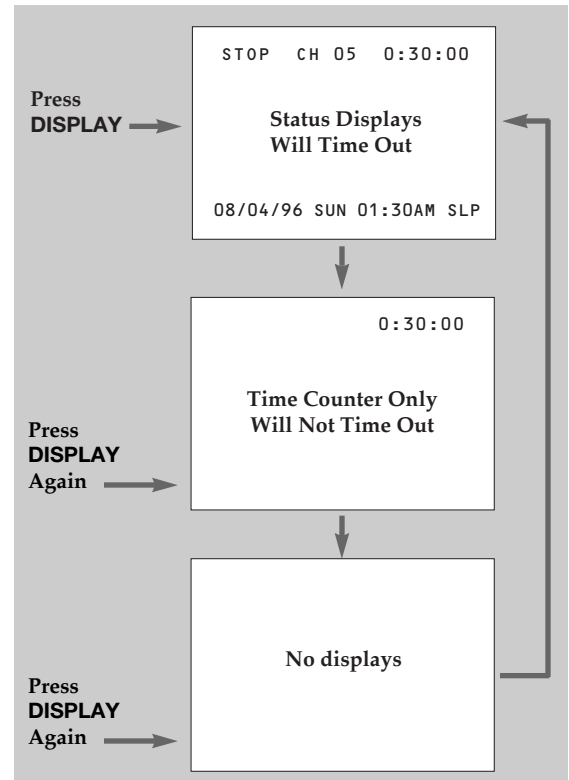 STOP CH 05 0:30:00
Press
DISPLAY
Status Displays
Will Time Out
08/04/96 SUN 01:30AM SLP
0:30:00
Time Counter Only
Will Not Time Out
Press
DISPLAY
Again
No displays
Press
DISPLAY
Again